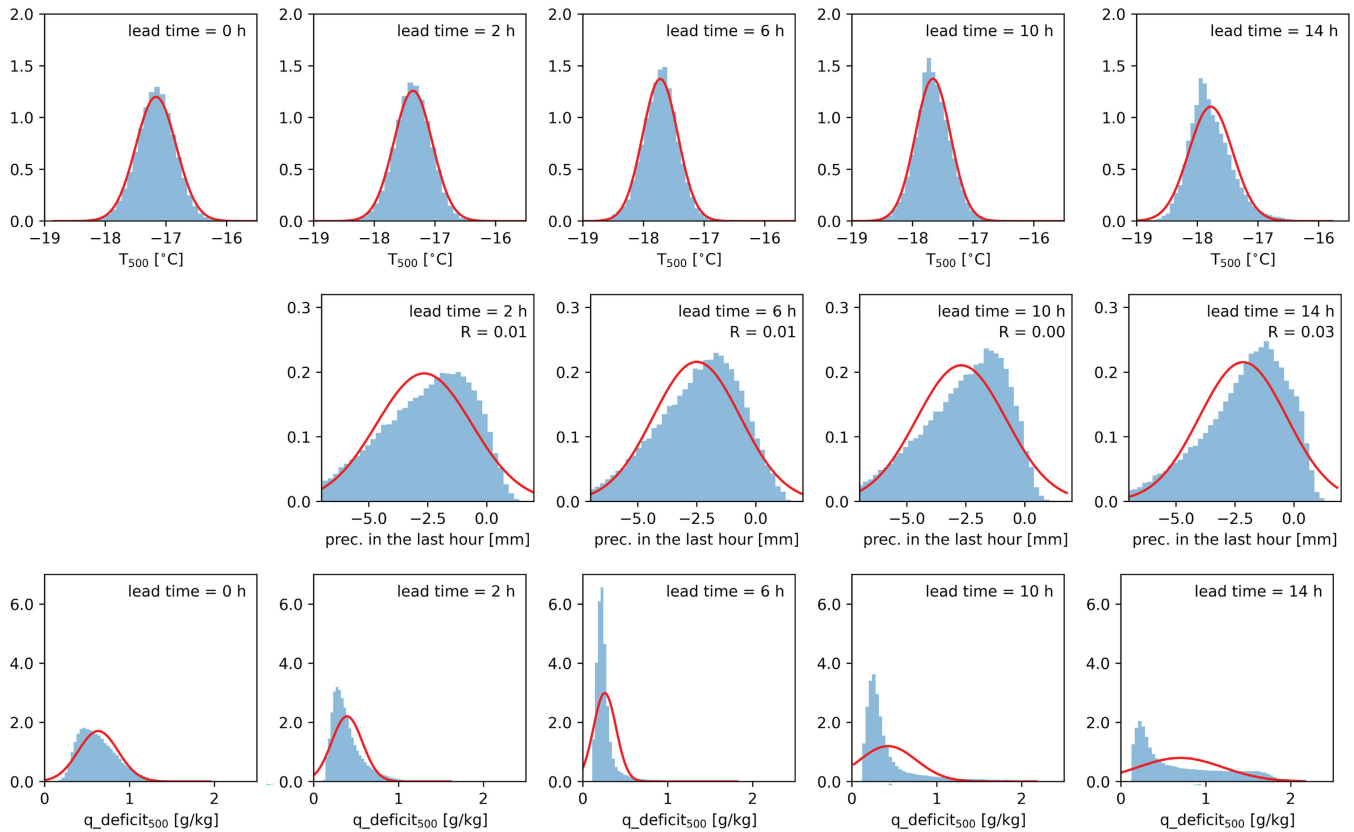 2.0 1.5 1.0 0.5 0.0
lead time = 0 h
−19 −18 −17 −16
T500 [°C]
2.0 1.5 1.0 0.5 0.0
lead time = 2 h
−19 −18 −17 −16
T500 [°C]
2.0 1.5 1.0 0.5 0.0
lead time = 6 h
−19 −18 −17 −16
T500 [°C]
2.0 1.5 1.0 0.5 0.0
lead time = 10 h
−19 −18 −17 −16
T500 [°C]
2.0 1.5 1.0 0.5 0.0
lead time = 14 h
−19 −18 −17 −16
T500 [°C]
0.3 0.2 0.1 0.0
lead time = 2 h
R = 0.01
−5.0 −2.5 0.0
prec. in the last hour [mm]
0.3 0.2 0.1 0.0
lead time = 6 h
R = 0.01
−5.0 −2.5 0.0
prec. in the last hour [mm]
0.3 0.2 0.1 0.0
lead time = 10 h
R = 0.00
−5.0 −2.5 0.0
prec. in the last hour [mm]
0.3 0.2 0.1 0.0
lead time = 14 h
R = 0.03
−5.0 −2.5 0.0
prec. in the last hour [mm]
6.0 4.0 2.0 0.0
lead time = 0 h
0 1 2
q_deficit500 [g/kg]
6.0 4.0 2.0 0.0
lead time = 2 h
0 1 2
q_deficit500 [g/kg]
6.0 4.0 2.0 0.0
lead time = 6 h
0 1 2
q_deficit500 [g/kg]
6.0 4.0 2.0 0.0
lead time = 10 h
0 1 2
q_deficit500 [g/kg]
6.0 4.0 2.0 0.0
lead time = 14 h
0 1 2
q_deficit500 [g/kg]